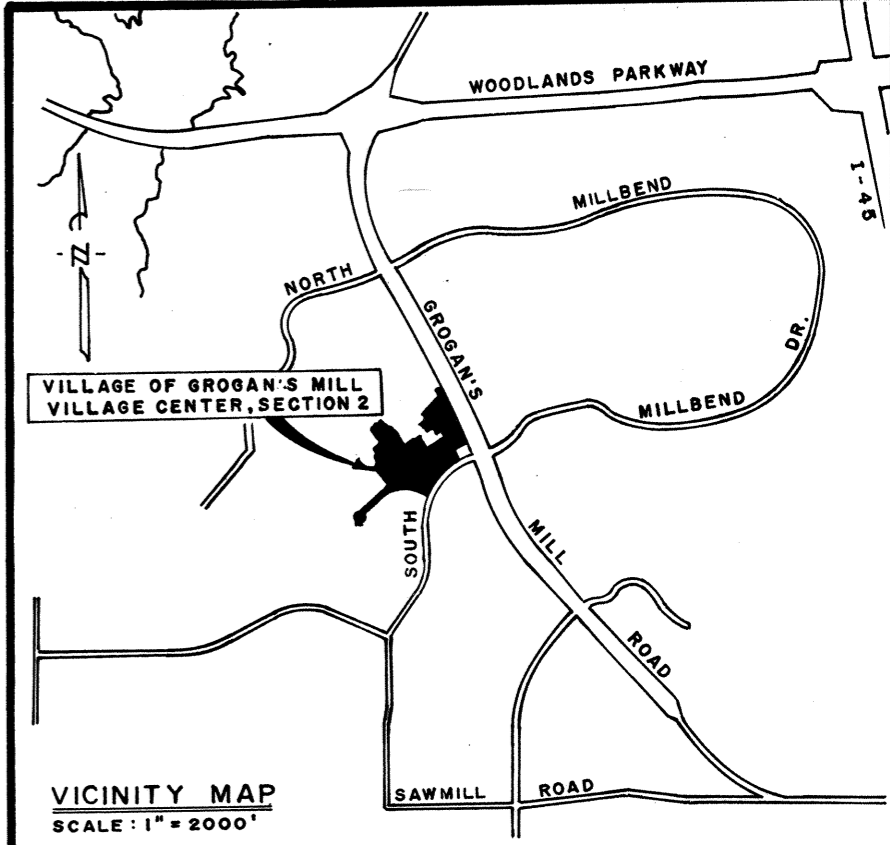 WOODLANDS PARKWAY
I-45
MILLBEND
N
NORTH
GROGAN'S
DR.
VILLAGE OF GROGAN'S MILL
VILLAGE CENTER, SECTION 2
MILLBEND
SOUTH
MILL
ROAD
VICINITY MAP
SCALE: 1" = 2000'
SAWMILL ROAD